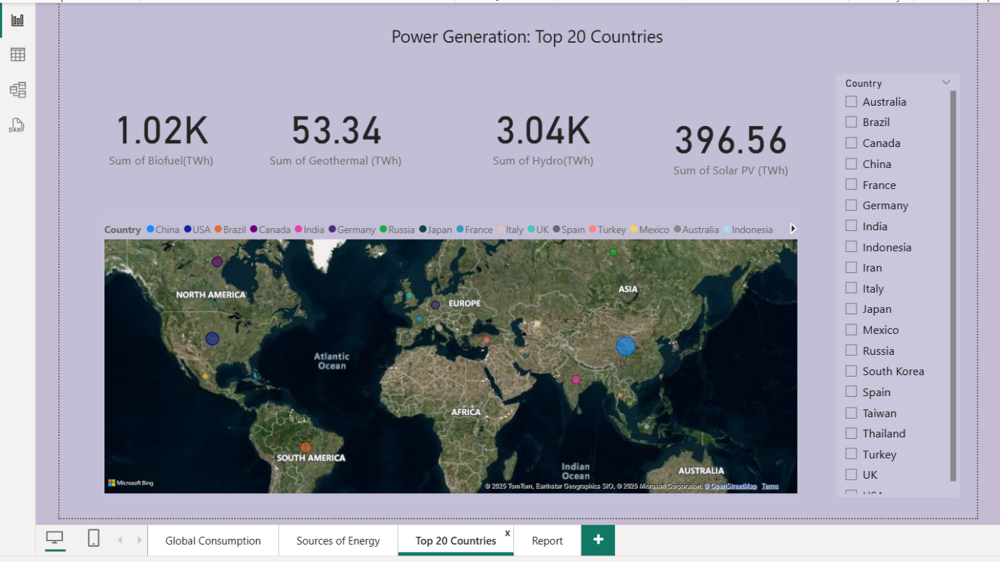 Power Generation: Top 20 Countries
1.02K
Sum of Biofuel(TWh)
53.34
Sum of Geothermal (TWh)
3.04K
Sum of Hydro(TWh)
396.56
Sum of Solar PV (TWh)
Country China USA Brazil Canada India Germany Russia Japan France Italy UK Spain Turkey Mexico Australia Indonesia
NORTH AMERICA
EUROPE
ASIA
Atlantic
Ocean
AFRICA
SOUTH AMERICA
Indian
Ocean
AUSTRALIA
Microsoft Bing
© 2025 TomTom, Earthstar Geographics SIO, © 2025 Microsoft Corporation, © OpenStreetMap Terms
Country
Australia
Brazil
Canada
China
France
Germany
India
Indonesia
Iran
Italy
Japan
Mexico
Russia
South Korea
Spain
Taiwan
Thailand
Turkey
UK
DAX
Global Consumption
Sources of Energy
Top 20 Countries x
Report
+